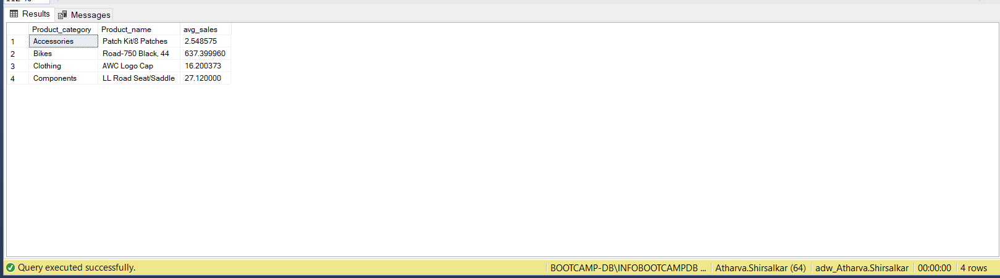 Results Messages
Product_category Product_name avg_sales
1 Accessories Patch Kit/8 Patches 2.548575
2 Bikes Road-750 Black, 44 637.399960
3 Clothing AWC Logo Cap 16.200373
4 Components LL Road Seat/Saddle 27.120000
Query executed successfully. BOOTCAMP-DB\INFOBOOTCAMPDB ... Atharva.Shirsalkar (64) adw_Atharva.Shirsalkar 00:00:00 4 rows